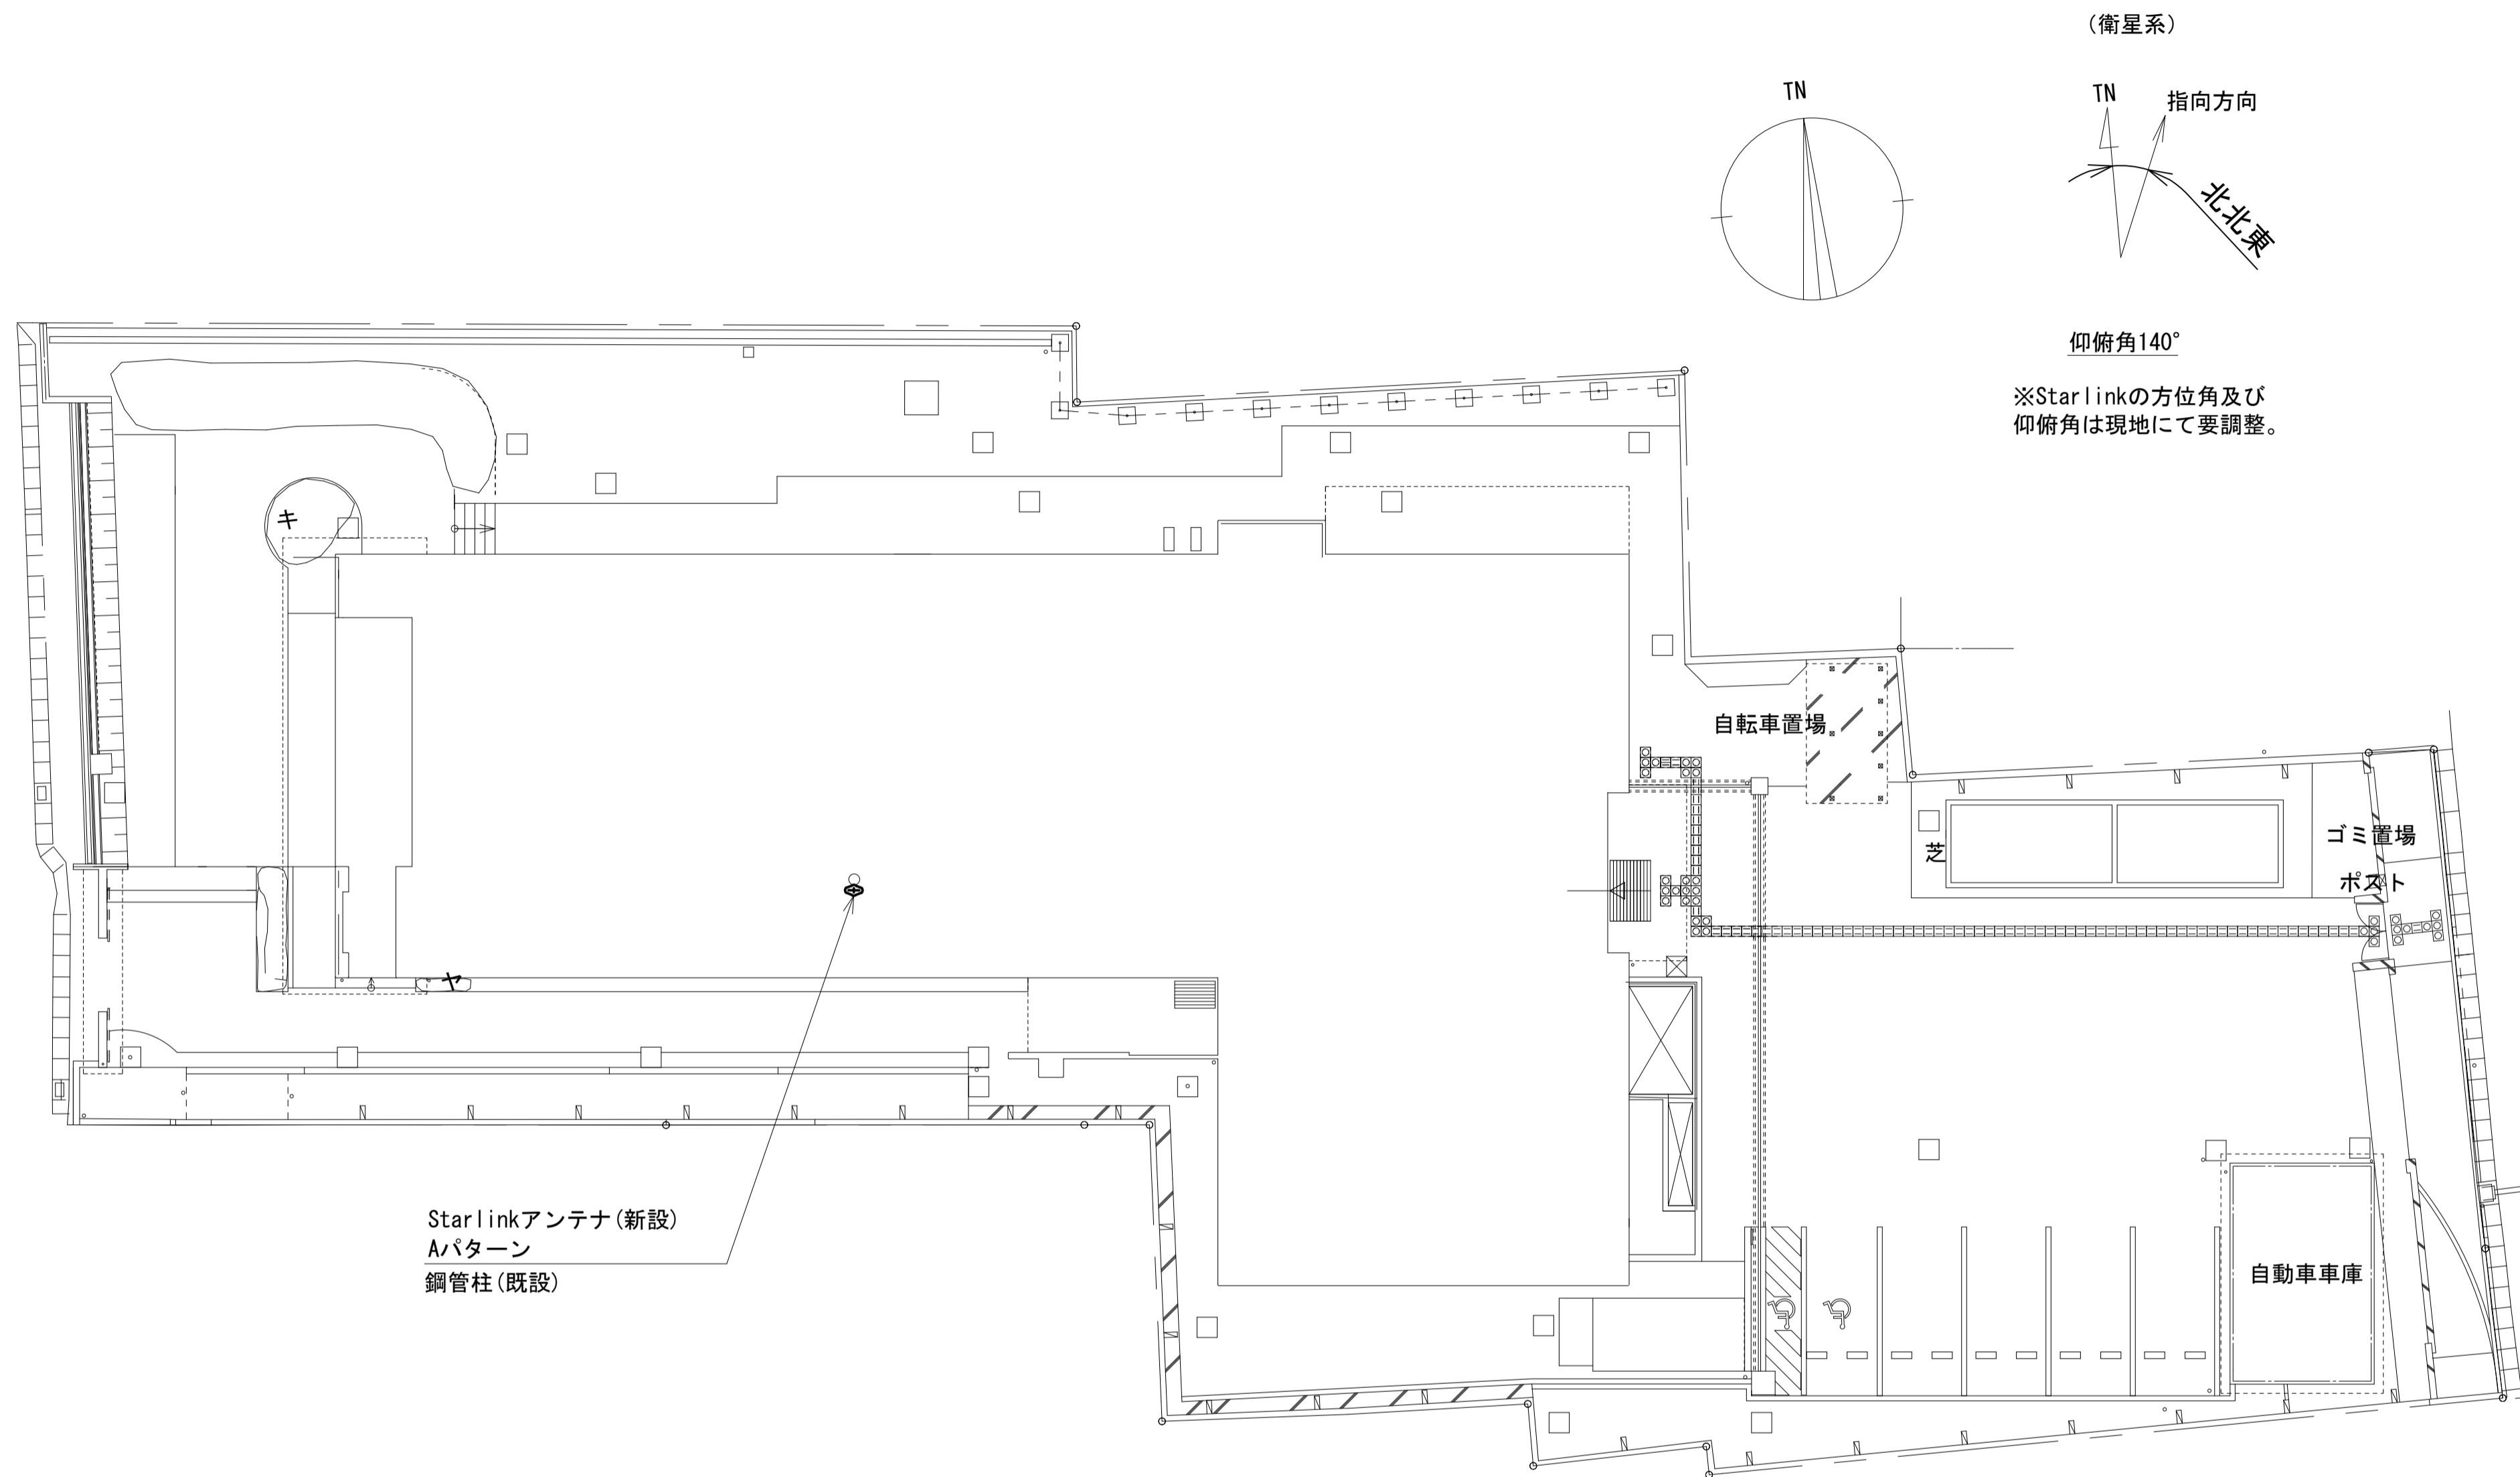 (衛星系)
TN
TN
指向方向
北北東
仰俯角140°
※Starlinkの方位角及び
仰俯角は現地にて要調整。
キ
自転車置場
ゴミ置場
芝
ポスト
ヤ
Starlinkアンテナ(新設)
Aパターン
鋼管柱(既設)
自動車車庫